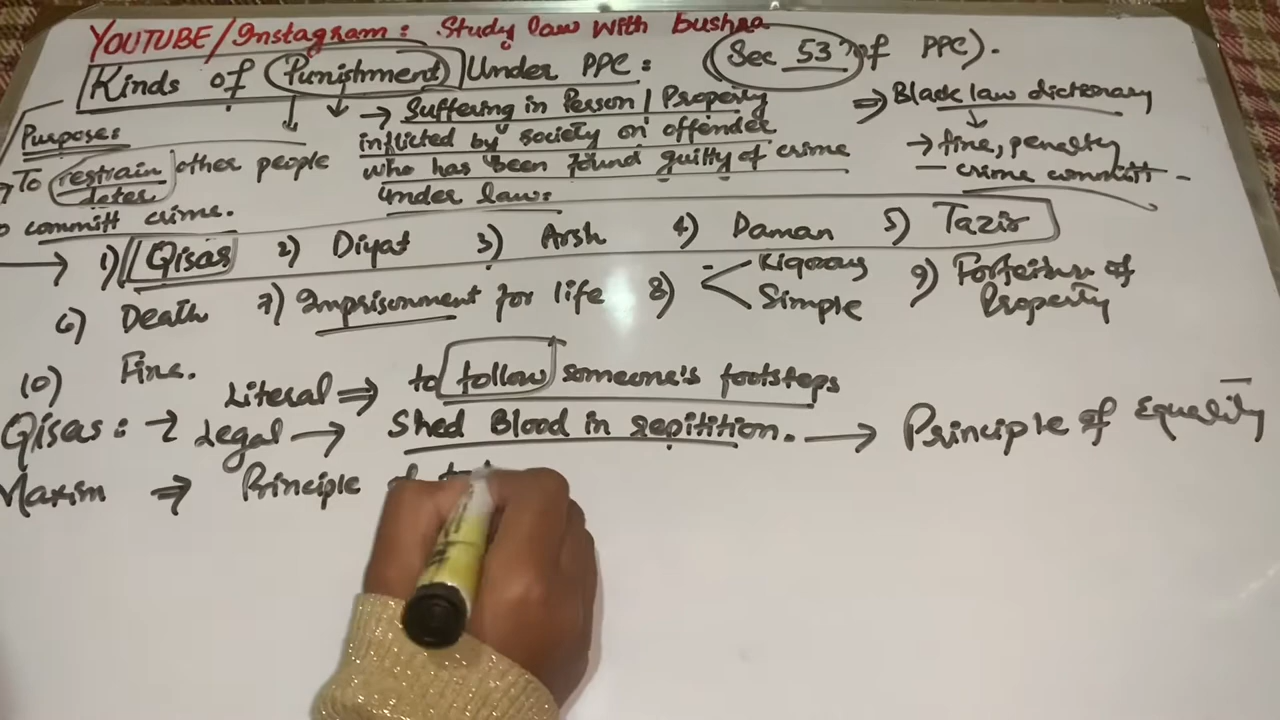 YOUTUBE/Instagram: Study law with bushra
Kinds of Punishment Under PPC: (Sec 53 of PPC).
Purpose:
→ Suffering in Person / Property
inflicted by society on offender
who has been found guilty of crime
under law:
⇒ Black law dictionary
→ fine, penalty
— crime committ -
→ To restrain other people
deter
to committ crime.
→ 1) Qisas 2) Diyat 3) Arsh 4) Daman 5) Tazir
6) Death 7) Imprisonment for life 8) Rigorous
Simple
9) Forfeiture of
Property
10) Fine.
Literal ⇒ to follow someone's footsteps
Qisas: → Legal → Shed Blood in repitition. → Principle of Equality
Maxim ⇒ Principle of